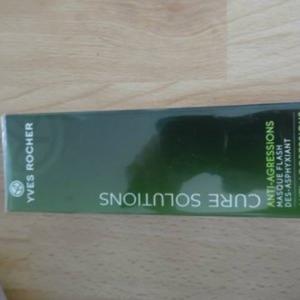 YVES ROCHER
CURE SOLUTIONS
ANTI-AGRESSIONS
MASQUE FLASH
DÉS-ASPHYXIANT